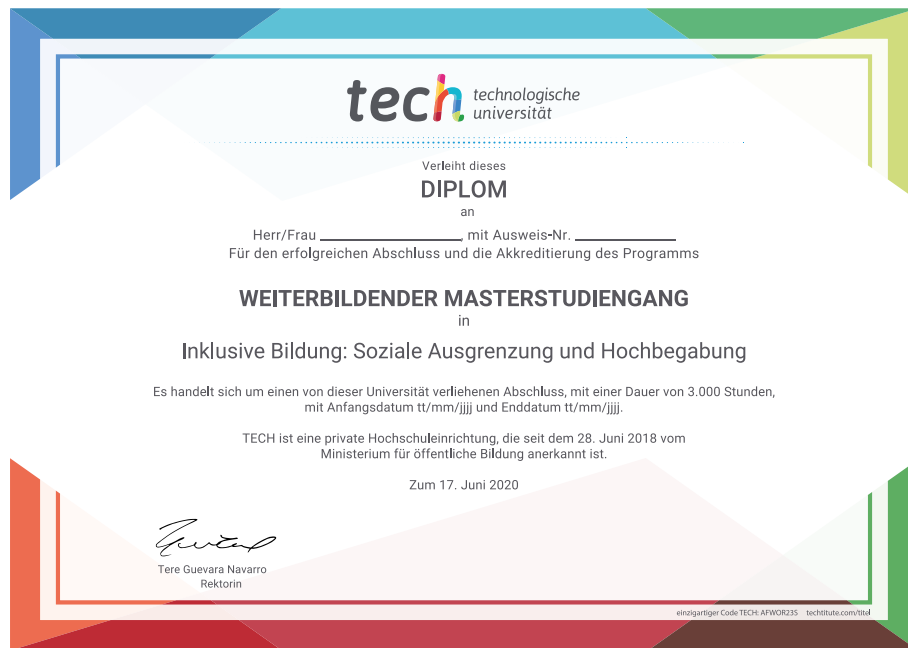 tech technologische
universität
Verleiht dieses
DIPLOM
an
Herr/Frau ____________________, mit Ausweis-Nr. ______________
Für den erfolgreichen Abschluss und die Akkreditierung des Programms
WEITERBILDENDER MASTERSTUDIENGANG
in
Inklusive Bildung: Soziale Ausgrenzung und Hochbegabung
Es handelt sich um einen von dieser Universität verliehenen Abschluss, mit einer Dauer von 3.000 Stunden,
mit Anfangsdatum tt/mm/jjjj und Enddatum tt/mm/jjjj.
TECH ist eine private Hochschuleinrichtung, die seit dem 28. Juni 2018 vom
Ministerium für öffentliche Bildung anerkannt ist.
Zum 17. Juni 2020
Tere Guevara Navarro
Rektorin
einzigartiger Code TECH: AFWOR23S techtitute.com/titel